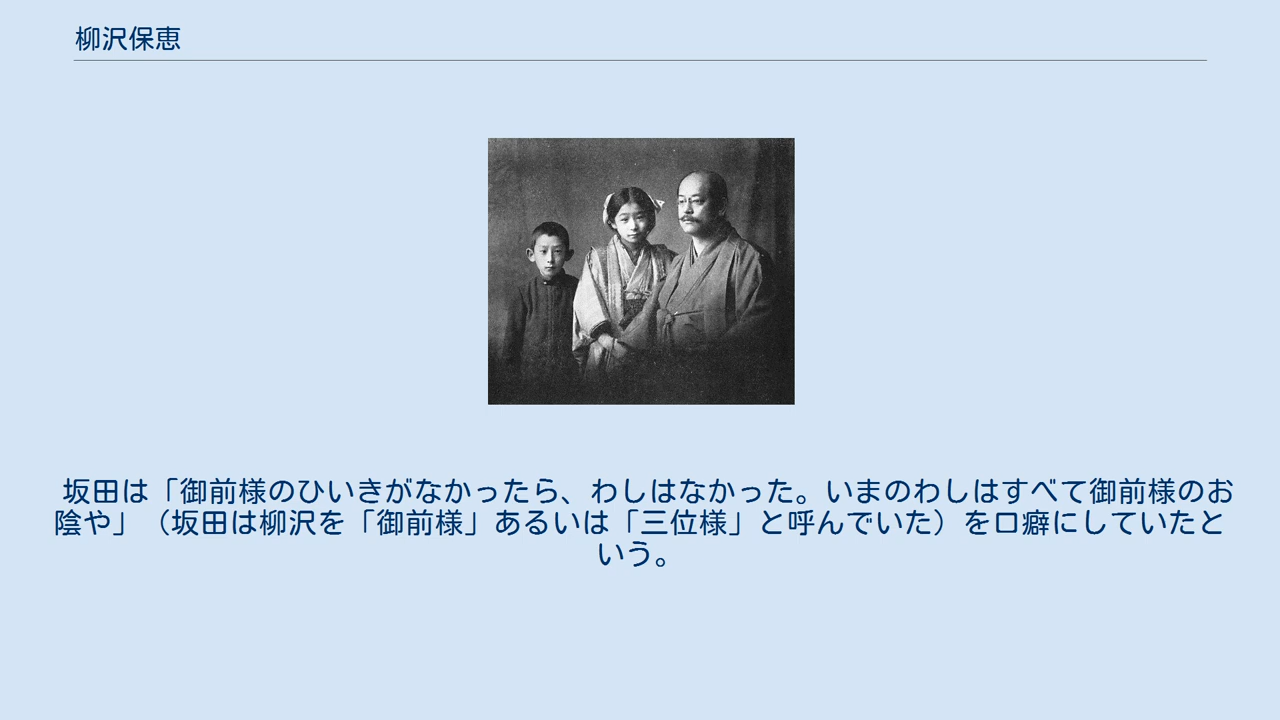 柳沢保恵
坂田は「御前様のひいきがなかったら、わしはなかった。いまのわしはすべて御前様のお
陰や」（坂田は柳沢を「御前様」あるいは「三位様」と呼んでいた）を口癖にしていたと
いう。